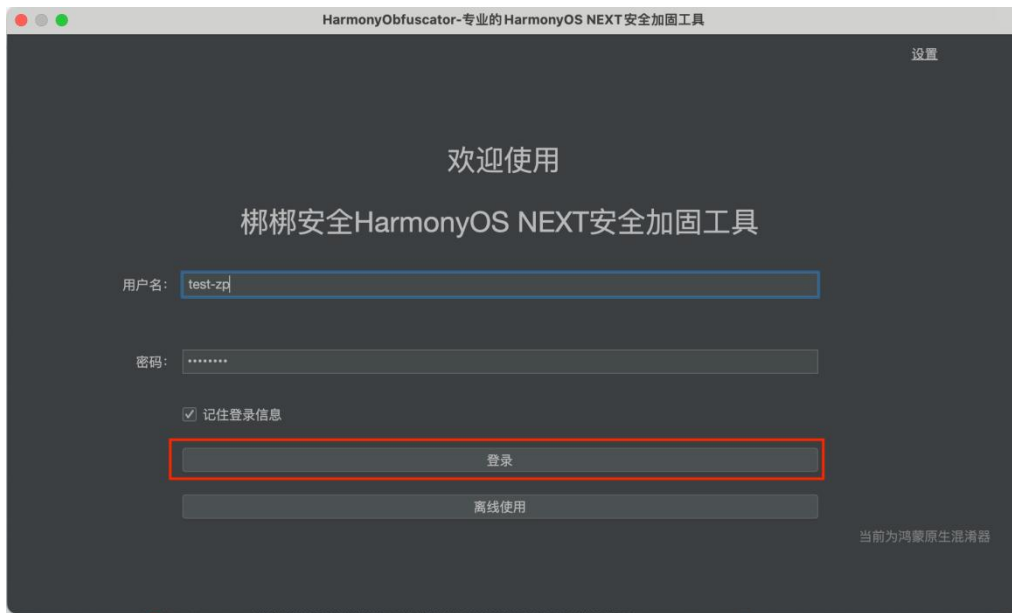 HarmonyObfuscator-专业的HarmonyOS NEXT安全加固工具
设置
欢迎使用
梆梆安全HarmonyOS NEXT安全加固工具
用户名： test-zp
密码： ••••••••
记住登录信息
登录
离线使用
当前为鸿蒙原生混淆器